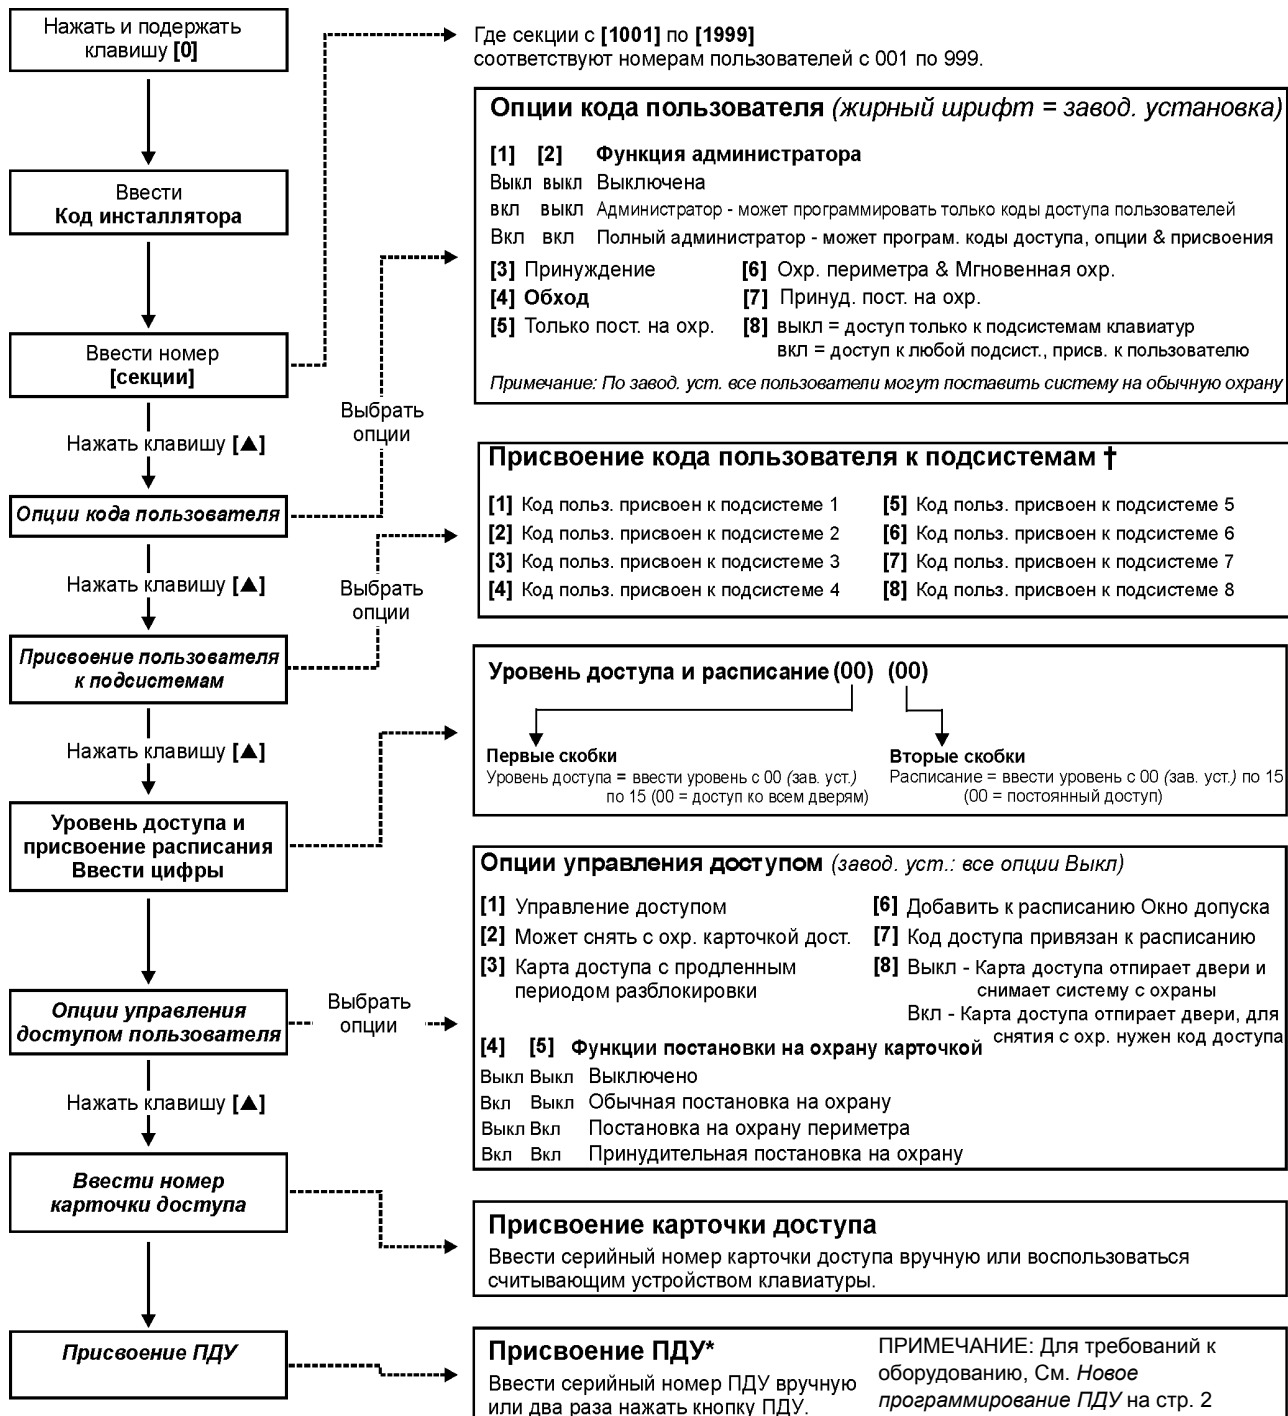 Нажать и подержать
клавишу [0]
Ввести
Код инсталлятора
Ввести номер
[секции]
Нажать клавишу [▲]
Опции кода пользователя
Нажать клавишу [▲]
Присвоение пользователя
к подсистемам
Нажать клавишу [▲]
Уровень доступа и
присвоение расписания
Ввести цифры
Опции управления
доступом пользователя
Нажать клавишу [▲]
Ввести номер
карточки доступа
Присвоение ПДУ
Выбрать
опции
Выбрать
опции
Выбрать
опции
Где секции с [1001] по [1999]
соответствуют номерам пользователей с 001 по 999.
Опции кода пользователя (жирный шрифт = завод. установка)
[1] [2] Функция администратора
Выкл выкл Выключена
вкл выкл Администратор - может программировать только коды доступа пользователей
Вкл вкл Полный администратор - может програм. коды доступа, опции & присвоения
[3] Принуждение
[4] Обход
[5] Только пост. на охр.
[6] Охр. периметра & Мгновенная охр.
[7] Принуд. пост. на охр.
[8] выкл = доступ только к подсистемам клавиатур
вкл = доступ к любой подсист., присв. к пользователю
Примечание: По завод. уст. все пользователи могут поставить систему на обычную охрану
Присвоение кода пользователя к подсистемам †
[1] Код польз. присвоен к подсистеме 1
[2] Код польз. присвоен к подсистеме 2
[3] Код польз. присвоен к подсистеме 3
[4] Код польз. присвоен к подсистеме 4
[5] Код польз. присвоен к подсистеме 5
[6] Код польз. присвоен к подсистеме 6
[7] Код польз. присвоен к подсистеме 7
[8] Код польз. присвоен к подсистеме 8
Уровень доступа и расписание (00) (00)
Первые скобки
Уровень доступа = ввести уровень с 00 (зав. уст.)
по 15 (00 = доступ ко всем дверям)
Вторые скобки
Расписание = ввести уровень с 00 (зав. уст.) по 15
(00 = постоянный доступ)
Опции управления доступом (завод. уст.: все опции Выкл)
[1] Управление доступом
[2] Может снять с охр. карточкой дост.
[3] Карта доступа с продленным
периодом разблокировки
[6] Добавить к расписанию Окно допуска
[7] Код доступа привязан к расписанию
[8] Выкл - Карта доступа отпирает двери и
снимает систему с охраны
Вкл - Карта доступа отпирает двери, для
снятия с охр. нужен код доступа
[4] [5] Функции постановки на охрану карточкой
Выкл Выкл Выключено
Вкл Выкл Обычная постановка на охрану
Выкл Вкл Постановка на охрану периметра
Вкл Вкл Принудительная постановка на охрану
Присвоение карточки доступа
Ввести серийный номер карточки доступа вручную или воспользоваться
считывающим устройством клавиатуры.
Присвоение ПДУ*
Ввести серийный номер ПДУ вручную
или два раза нажать кнопку ПДУ.
ПРИМЕЧАНИЕ: Для требований к
оборудованию, См. Новое
программирование ПДУ на стр. 2